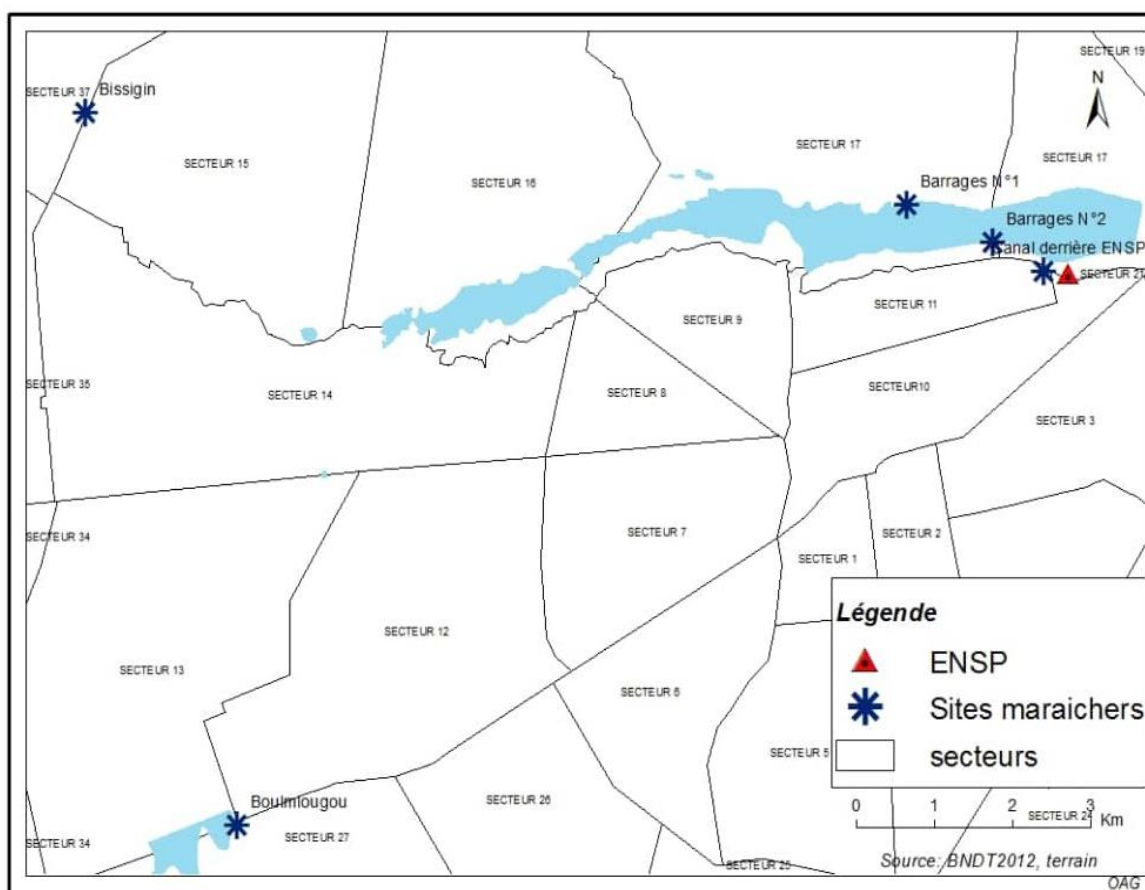 SECTEUR 19
SECTEUR 37
Bissigin
N
SECTEUR 15
SECTEUR 16
SECTEUR 17
SECTEUR 17
Barrages N°1
Barrages N°2
Canal derrière ENSP
SECTEUR 21
SECTEUR 11
SECTEUR 9
SECTEUR 35
SECTEUR 14
SECTEUR 8
SECTEUR10
SECTEUR 3
SECTEUR 34
SECTEUR 7
SECTEUR 2
SECTEUR 1
SECTEUR 12
SECTEUR 13
SECTEUR 6
SECTEUR 5
Légende
ENSP
Sites maraichers
secteurs
0 1 2 3
Km
SECTEUR 24
Boulmiougou
SECTEUR 26
SECTEUR 27
SECTEUR 34
SECTEUR 25
Source: BNDT2012, terrain
OAG